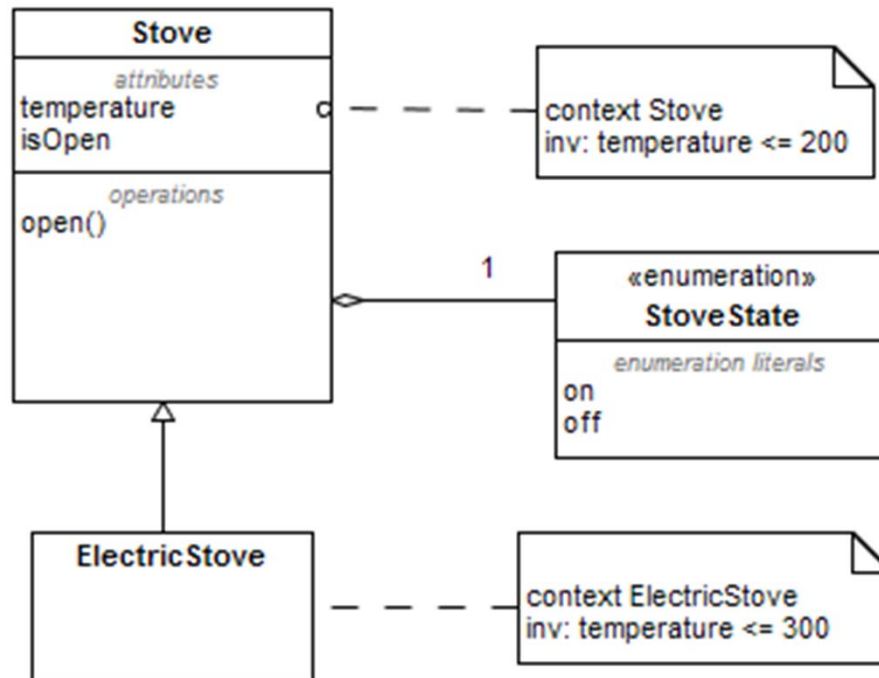 Stove
attributes
temperature
isOpen
operations
open()
context Stove
inv: temperature <= 200
1
«enumeration»
StoveState
enumeration literals
on
off
ElectricStove
context ElectricStove
inv: temperature <= 300